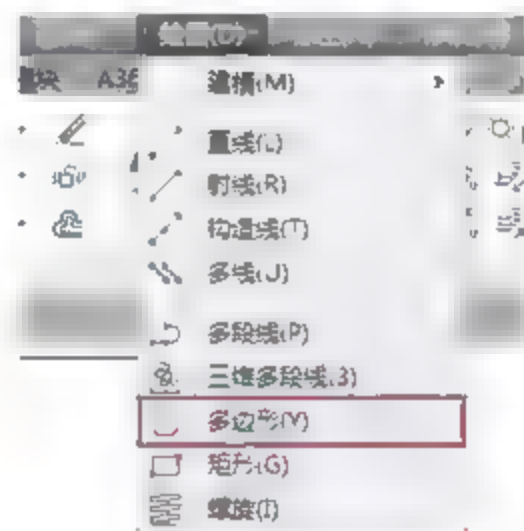 绘图(D)
建模(M)
直线(L)
射线(R)
构造线(T)
多线(U)
多段线(P)
三维多段线(3)
多边形(Y)
矩形(G)
螺旋(I)